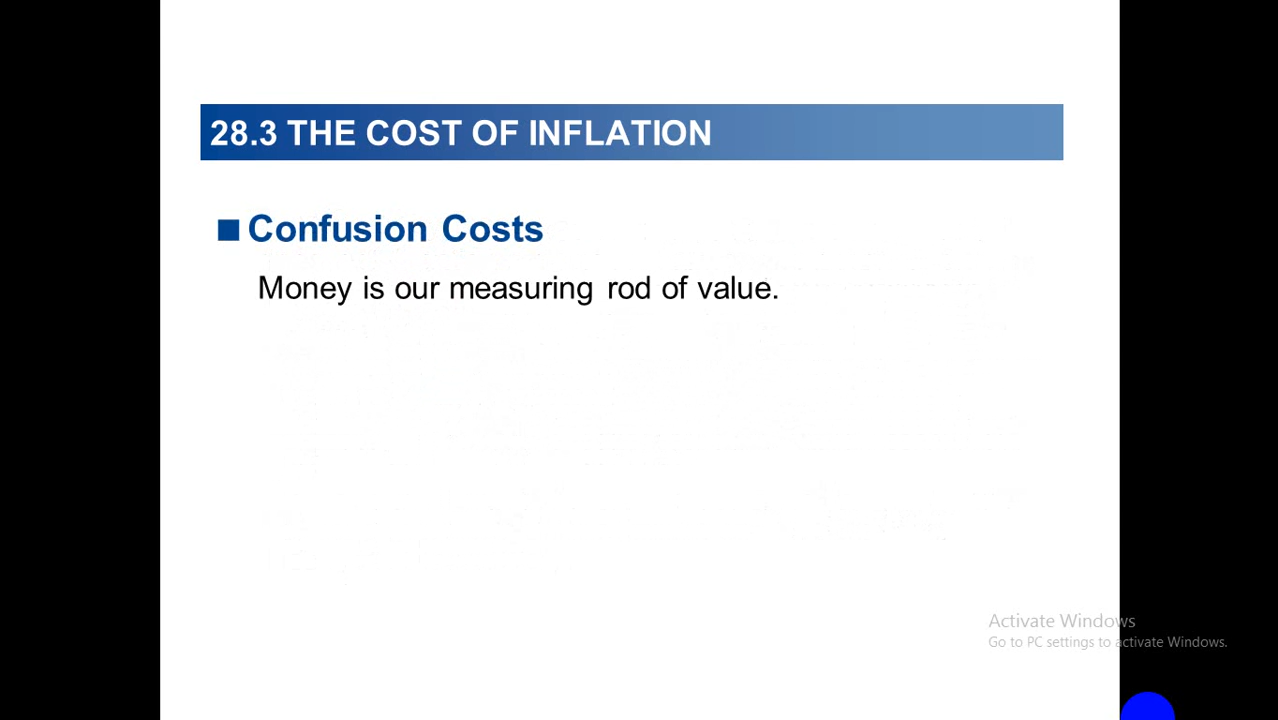 28.3 THE COST OF INFLATION
Confusion Costs
Money is our measuring rod of value.
Activate Windows
Go to PC settings to activate Windows.